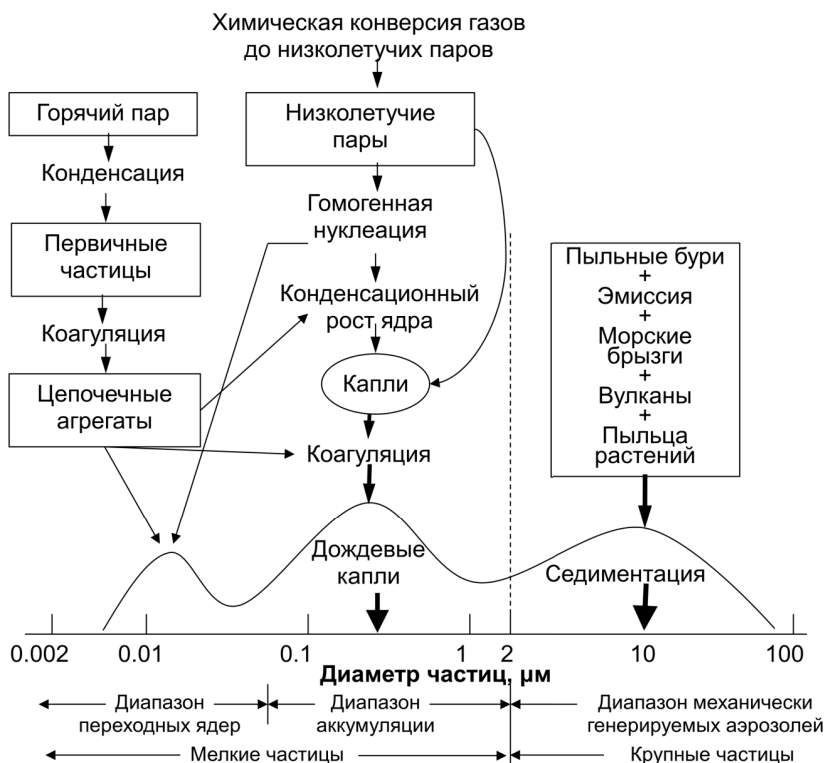 Химическая конверсия газов
до низколетучих паров
Горячий пар
Конденсация
Первичные
частицы
Коагуляция
Цепочечные
агрегаты
Низколетучие
пары
Гомогенная
нуклеация
Конденсационный
рост ядра
Капли
Коагуляция
Дождевые
капли
Пыльные бури
+
Эмиссия
+
Морские
брызги
+
Вулканы
+
Пыльца
растений
Седиментация
0.002 0.01 0.1 1 2 10 100
Диаметр частиц, μм
Диапазон
переходных ядер
Диапазон
аккумуляции
Диапазон механически
генерируемых аэрозолей
Мелкие частицы
Крупные частицы